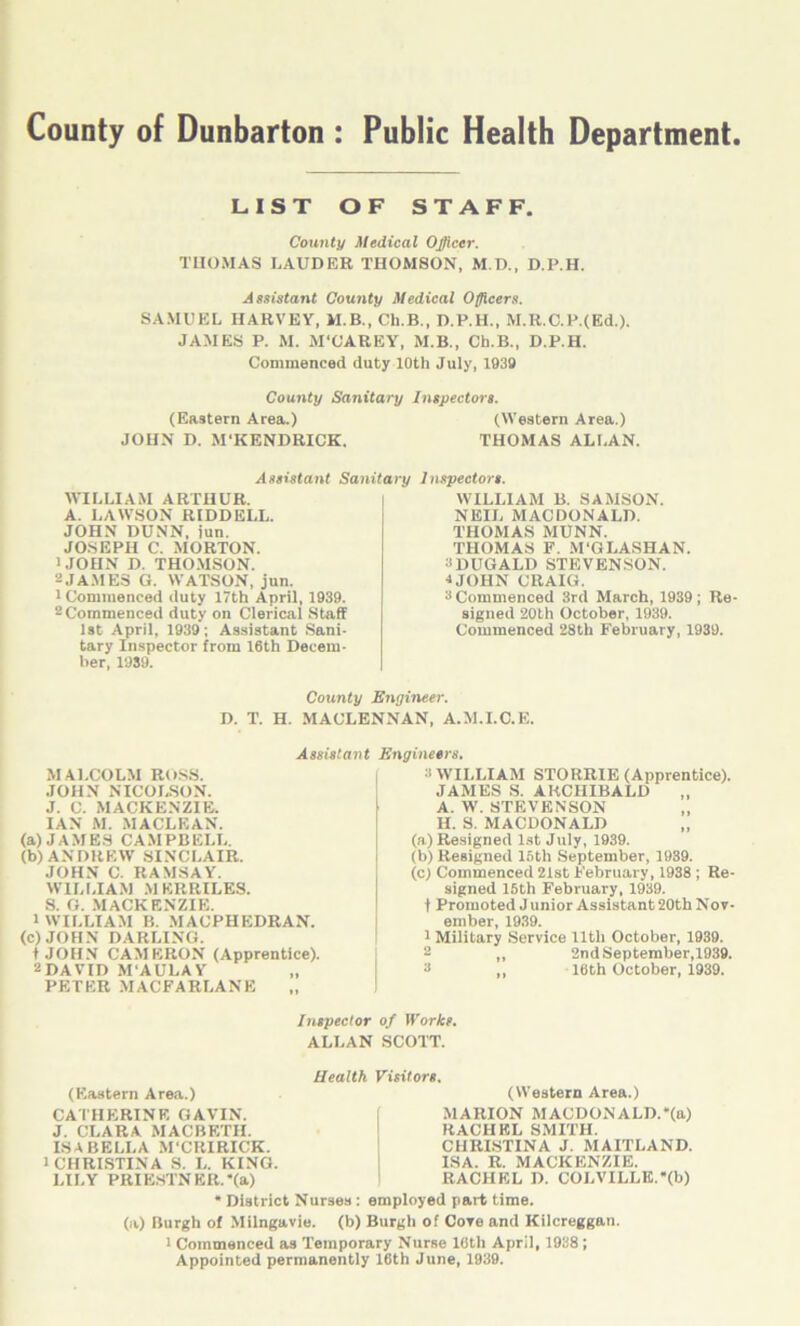 County of Dunbarton : Public Health Department.
LIST OF STAFF.
County Medical Officer.
THOMAS LAUDER THOMSON, M.D., D.P.H.
Assistant County Medical Officers.
SAMUEL HARVEY, M.B., Ch.B., D.P.H., M.R.C.P.(Ed.).
JAMES P. M. M‘CAREY, M.B., Ch.B., D.P.H.
Commenced duty 10th July, 1939
County Sanitary Inspectors.
(Eastern Area.)
JOHN D. M‘KENDRICK.
(Western Area.)
THOMAS ALLAN.
Assistant Sanitary Inspectors.
WILLIAM ARTHUR.
A. LAWSON RIDDELL.
JOHN DUNN, jun.
JOSEPH C. MORTON.
1 JOHN D. THOMSON.
2 JAMES G. WATSON, jun.
1 Commenced duty 17th April, 1939.
2 Commenced duty on Clerical Staff
1st April, 1939; Assistant Sani-
tary Inspector from 16th Decem-
ber, 1939.
WILLIAM B. SAMSON.
NEIL MACDONALD.
THOMAS MUNN.
THOMAS F. M‘GLASHAN.
3 DUGALD STEVENSON.
4 JOHN CRAIG.
3 Commenced 3rd March, 1939; Re-
signed 20th October, 1939.
Commenced 28th February, 1939.
County Engineer.
D. T. H. MACLENNAN, A.M.I.C.E.
Assistant Engineers.
MALCOLM ROSS.
JOHN NICOLSON.
J. C. MACKENZIE.
IAN M. MACLEAN.
(a) JAMES CAMPBELL.
(b) ANDREW SINCLAIR.
JOHN C. RAMSAY.
WILLIAM MERRILES.
S. G. MACKENZIE.
1 WILLIAM B. MACPHEDRAN.
(c) JOHN DARLING.
† JOHN CAMERON (Apprentice).
2 DAVID M‘AULAY „
PETER MACFARLANE „
3 WILLIAM STORRIE (Apprentice).
JAMES S. ARCHIBALD „
A. W. STEVENSON „
H. S. MACDONALD „
(a) Resigned 1st July, 1939.
(b) Resigned 15th September, 1939.
(c) Commenced 21st February, 1938; Re-
signed 15th February, 1939.
† Promoted Junior Assistant 20th Nov-
ember, 1939.
1 Military Service 11th October, 1939.
2 „ 2nd September, 1939.
3 „ 16th October, 1939.
Inspector of Works.
ALLAN SCOTT.
Health Visitors.
(Eastern Area.)
CATHERINE GAVIN.
J. CLARA MACBETH.
ISABELLA M‘CRIRICK.
1 CHRISTINA S. L. KING.
LILY PRIESTNER.*(a)
(Western Area.)
MARION MACDONALD.*(a)
RACHEL SMITH.
CHRISTINA J. MAITLAND.
ISA. R. MACKENZIE.
RACHEL D. COLVILLE.*(b)
* District Nurses: employed part time.
(a) Burgh of Milngavie. (b) Burgh of Cove and Kilcreggan.
1 Commenced as Temporary Nurse 16th April, 1938;
Appointed permanently 16th June, 1939.